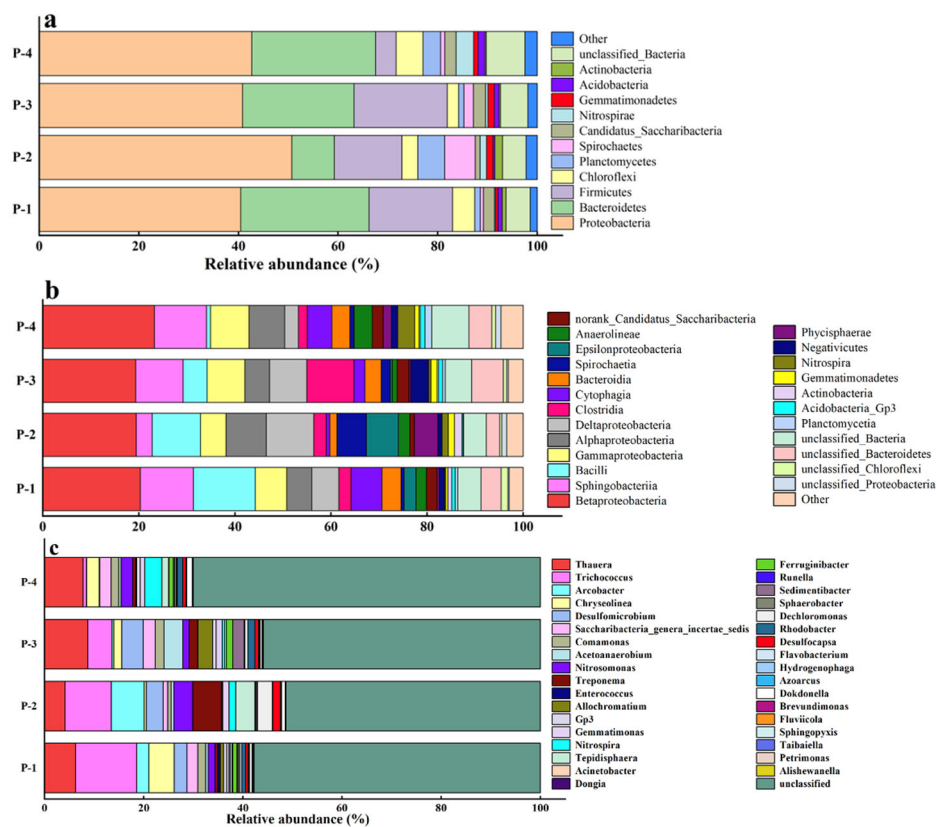 a
P-4
P-3
P-2
P-1
0 20 40 60 80 100
Relative abundance (%)
Other
unclassified_Bacteria
Actinobacteria
Acidobacteria
Gemmatimonadetes
Nitrospirae
Candidatus_Saccharibacteria
Spirochaetes
Planctomycetes
Chloroflexi
Firmicutes
Bacteroidetes
Proteobacteria
b
P-4
P-3
P-2
P-1
0 20 40 60 80 100
norank_Candidatus_Saccharibacteria
Anaerolineae
Epsilonproteobacteria
Spirochaetia
Bacteroidia
Cytophagia
Clostridia
Deltaproteobacteria
Alphaproteobacteria
Gammaproteobacteria
Bacilli
Sphingobacteriia
Betaproteobacteria
Phycisphaerae
Negativicutes
Nitrospira
Gemmatimonadetes
Actinobacteria
Acidobacteria_Gp3
Planctomycetia
unclassified_Bacteria
unclassified_Bacteroidetes
unclassified_Chloroflexi
unclassified_Proteobacteria
Other
c
P-4
P-3
P-2
P-1
0 20 40 60 80 100
Relative abundance (%)
Thauera
Trichococcus
Arcobacter
Chryseolinea
Desulfomicrobium
Saccharibacteria_genera_incertae_sedis
Comamonas
Acetoanaerobium
Nitrosomonas
Treponema
Enterococcus
Allochromatium
Gp3
Gemmatimonas
Nitrospira
Tepidisphaera
Acinetobacter
Dongia
Ferruginibacter
Runella
Sedimentibacter
Sphaerobacter
Dechloromonas
Rhodobacter
Desulfocapsa
Flavobacterium
Hydrogenophaga
Azoarcus
Dokdonella
Brevundimonas
Fluviicola
Sphingopyxis
Taibaiella
Petrimonas
Alishewanella
unclassified